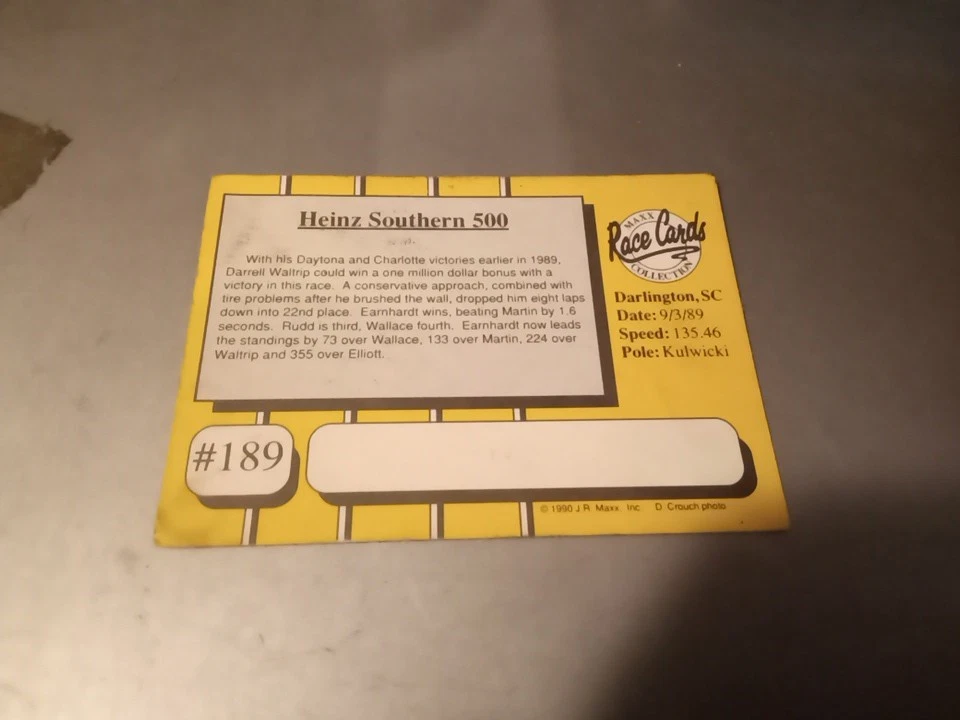 Heinz Southern 500
With his Daytona and Charlotte victories earlier in 1989,
Darrell Waltrip could win a one million dollar bonus with a
victory in this race. A conservative approach, combined with
tire problems after he brushed the wall, dropped him eight laps
down into 22nd place. Earnhardt wins, beating Martin by 1.6
seconds. Rudd is third, Wallace fourth. Earnhardt now leads
the standings by 73 over Wallace, 133 over Martin, 224 over
Waltrip and 355 over Elliott.
MAXX
Race Cards
COLLECTION
Darlington, SC
Date: 9/3/89
Speed: 135.46
Pole: Kulwicki
#189
© 1990 J.R. Maxx Inc. D. Crouch photo